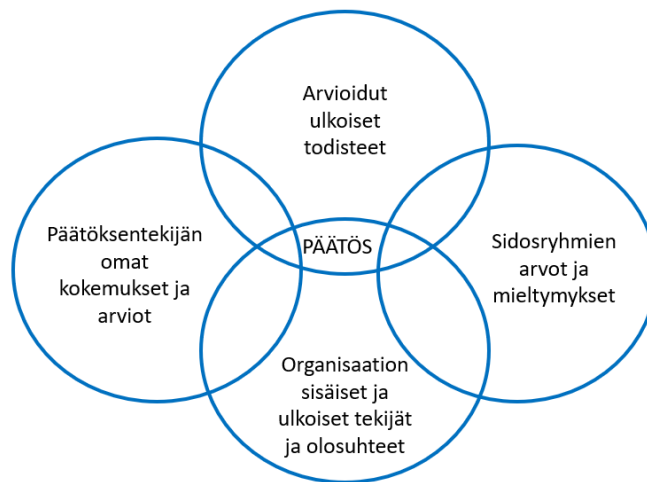 Arvioidut
ulkoiset
todisteet
Päätöksentekijän
omat
kokemukset ja
arviot
PÄÄTÖS
Sidosryhmien
arvot ja
mieltymykset
Organisaation
sisäiset ja
ulkoiset tekijät
ja olosuhteet